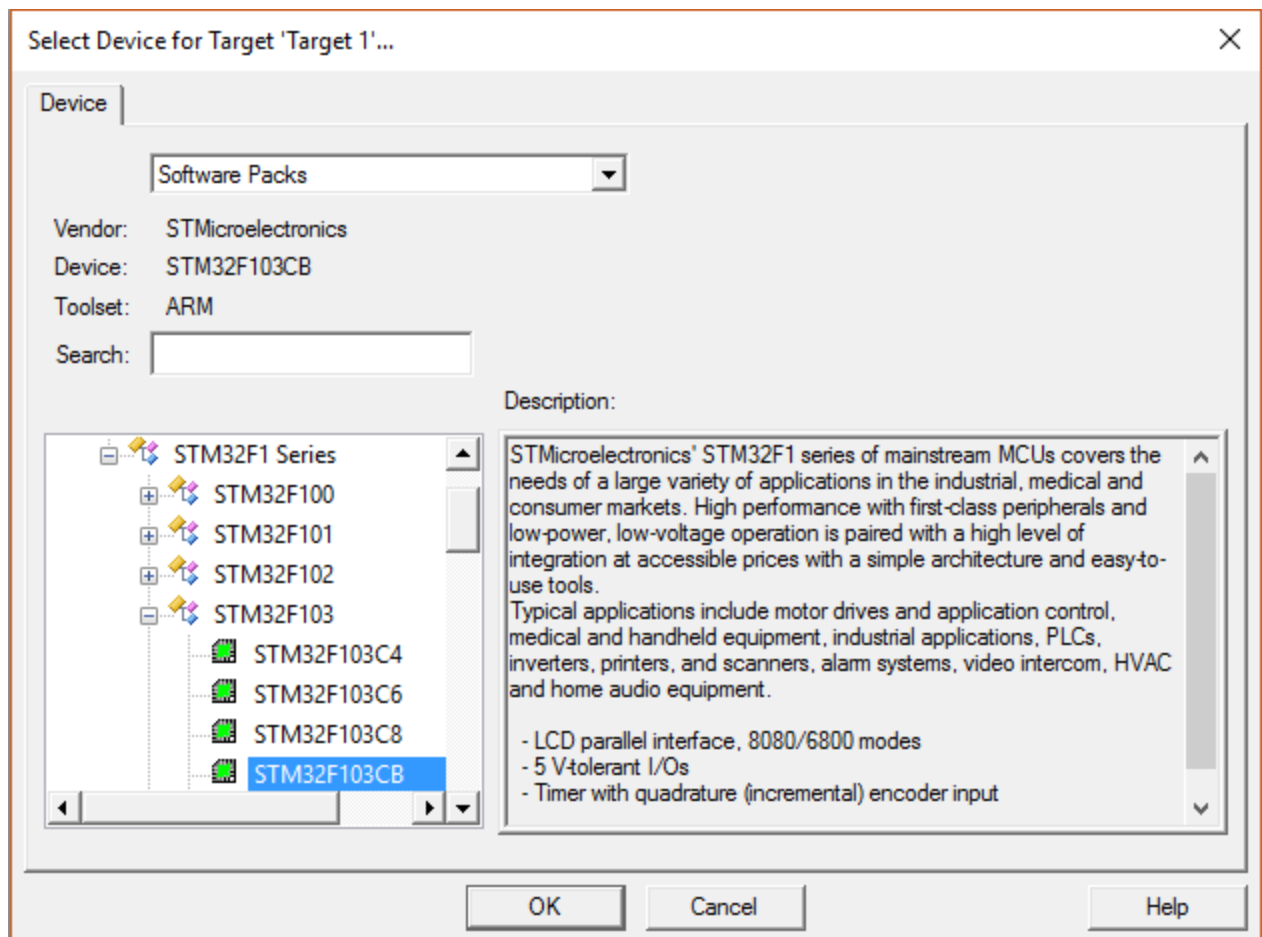 Select Device for Target 'Target 1'...
Device
Software Packs
Vendor: STMicroelectronics
Device: STM32F103CB
Toolset: ARM
Search:
Description:
STM32F1 Series
STM32F100
STM32F101
STM32F102
STM32F103
STM32F103C4
STM32F103C6
STM32F103C8
STM32F103CB
STMicroelectronics' STM32F1 series of mainstream MCUs covers the
needs of a large variety of applications in the industrial, medical and
consumer markets. High performance with first-class peripherals and
low-power, low-voltage operation is paired with a high level of
integration at accessible prices with a simple architecture and easy-to-
use tools.
Typical applications include motor drives and application control,
medical and handheld equipment, industrial applications, PLCs,
inverters, printers, and scanners, alarm systems, video intercom, HVAC
and home audio equipment.
- LCD parallel interface, 8080/6800 modes
- 5 V-tolerant I/Os
- Timer with quadrature (incremental) encoder input
OK Cancel Help